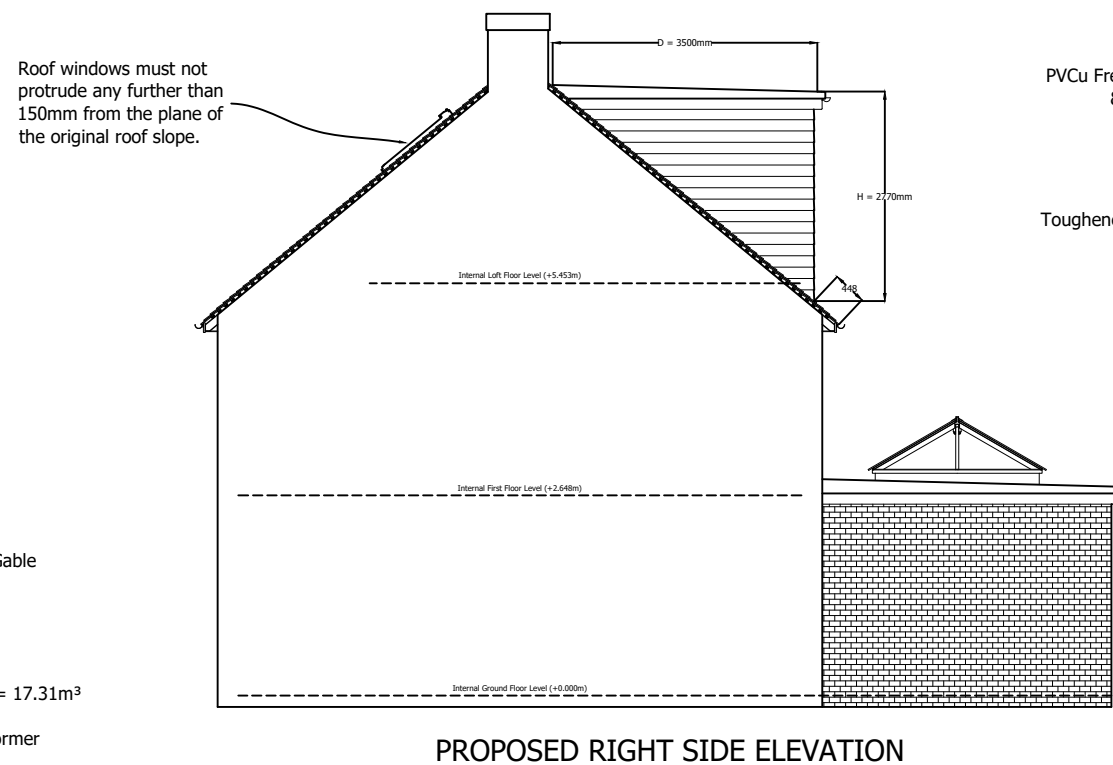 Roof windows must not
protrude any further than
150mm from the plane of
the original roof slope.
D = 3500mm
PVCu Fre
H = 2770mm
Toughene
448
Internal Loft Floor Level (+5.453m)
Internal First Floor Level (+2.648m)
Gable
= 17.31m³
Internal Ground Floor Level (+0.000m)
ormer
PROPOSED RIGHT SIDE ELEVATION